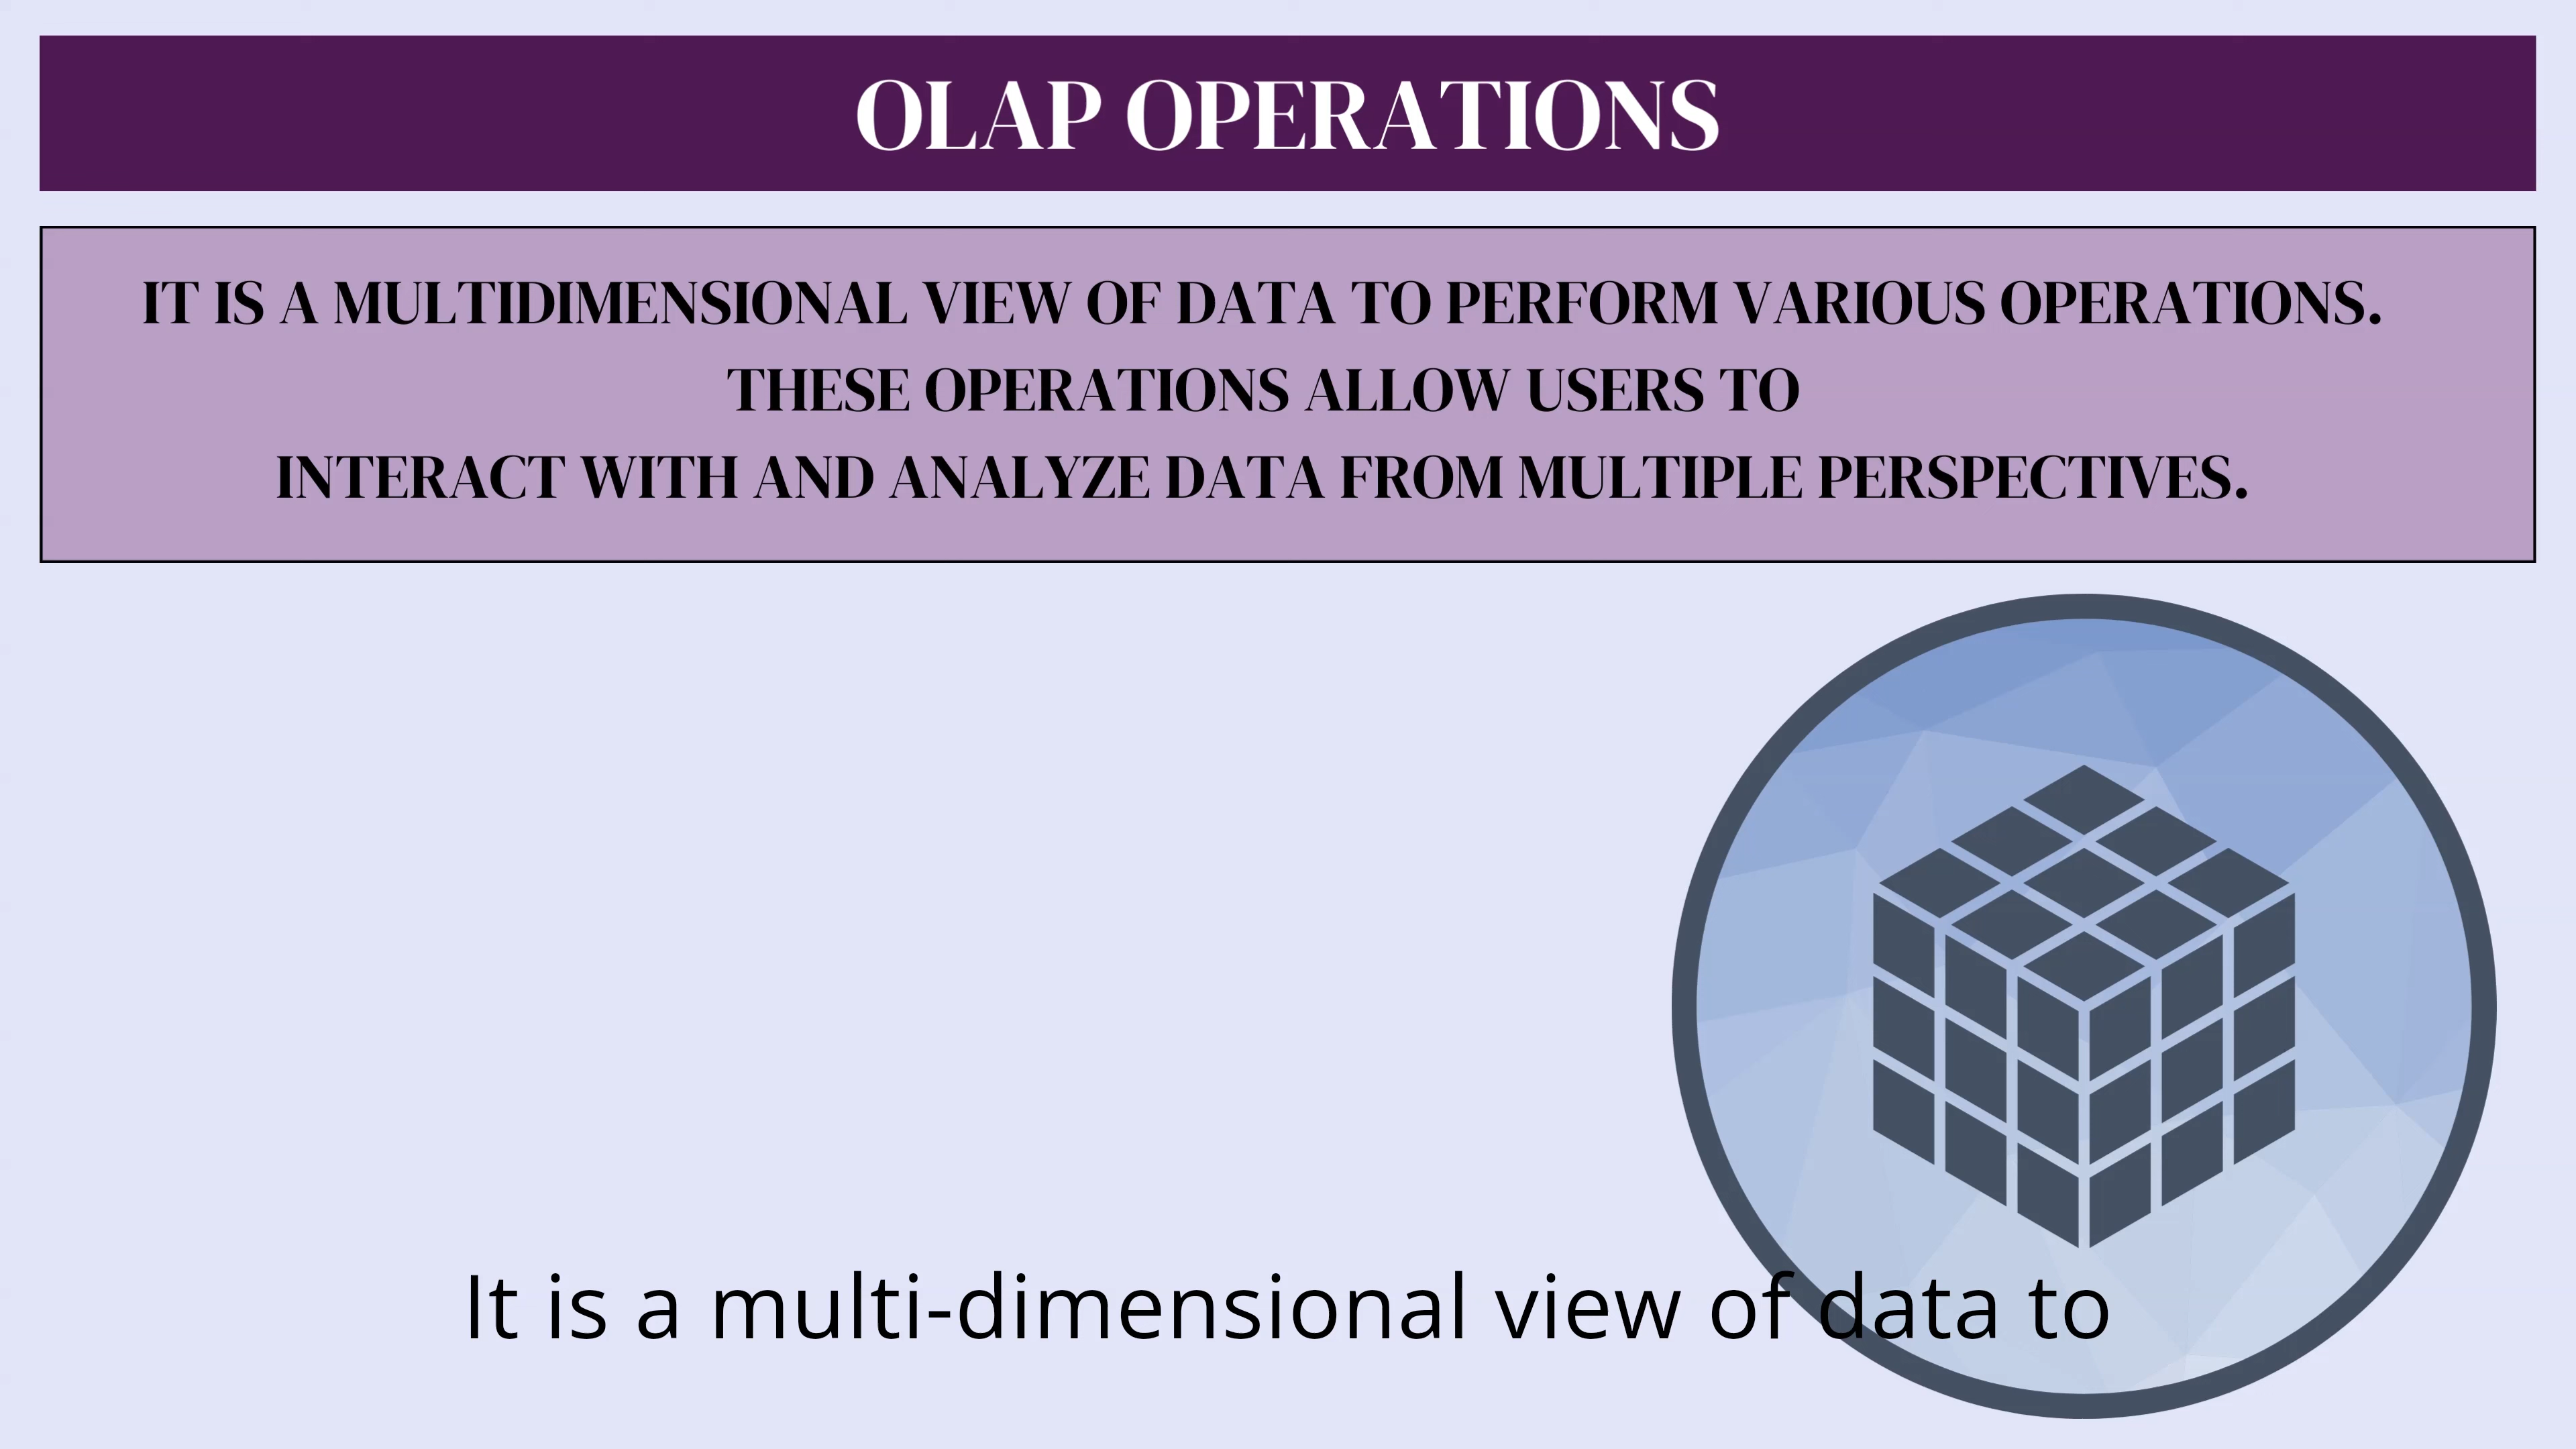 OLAP OPERATIONS
IT IS A MULTIDIMENSIONAL VIEW OF DATA TO PERFORM VARIOUS OPERATIONS.
THESE OPERATIONS ALLOW USERS TO
INTERACT WITH AND ANALYZE DATA FROM MULTIPLE PERSPECTIVES.
It is a multi-dimensional view of data to